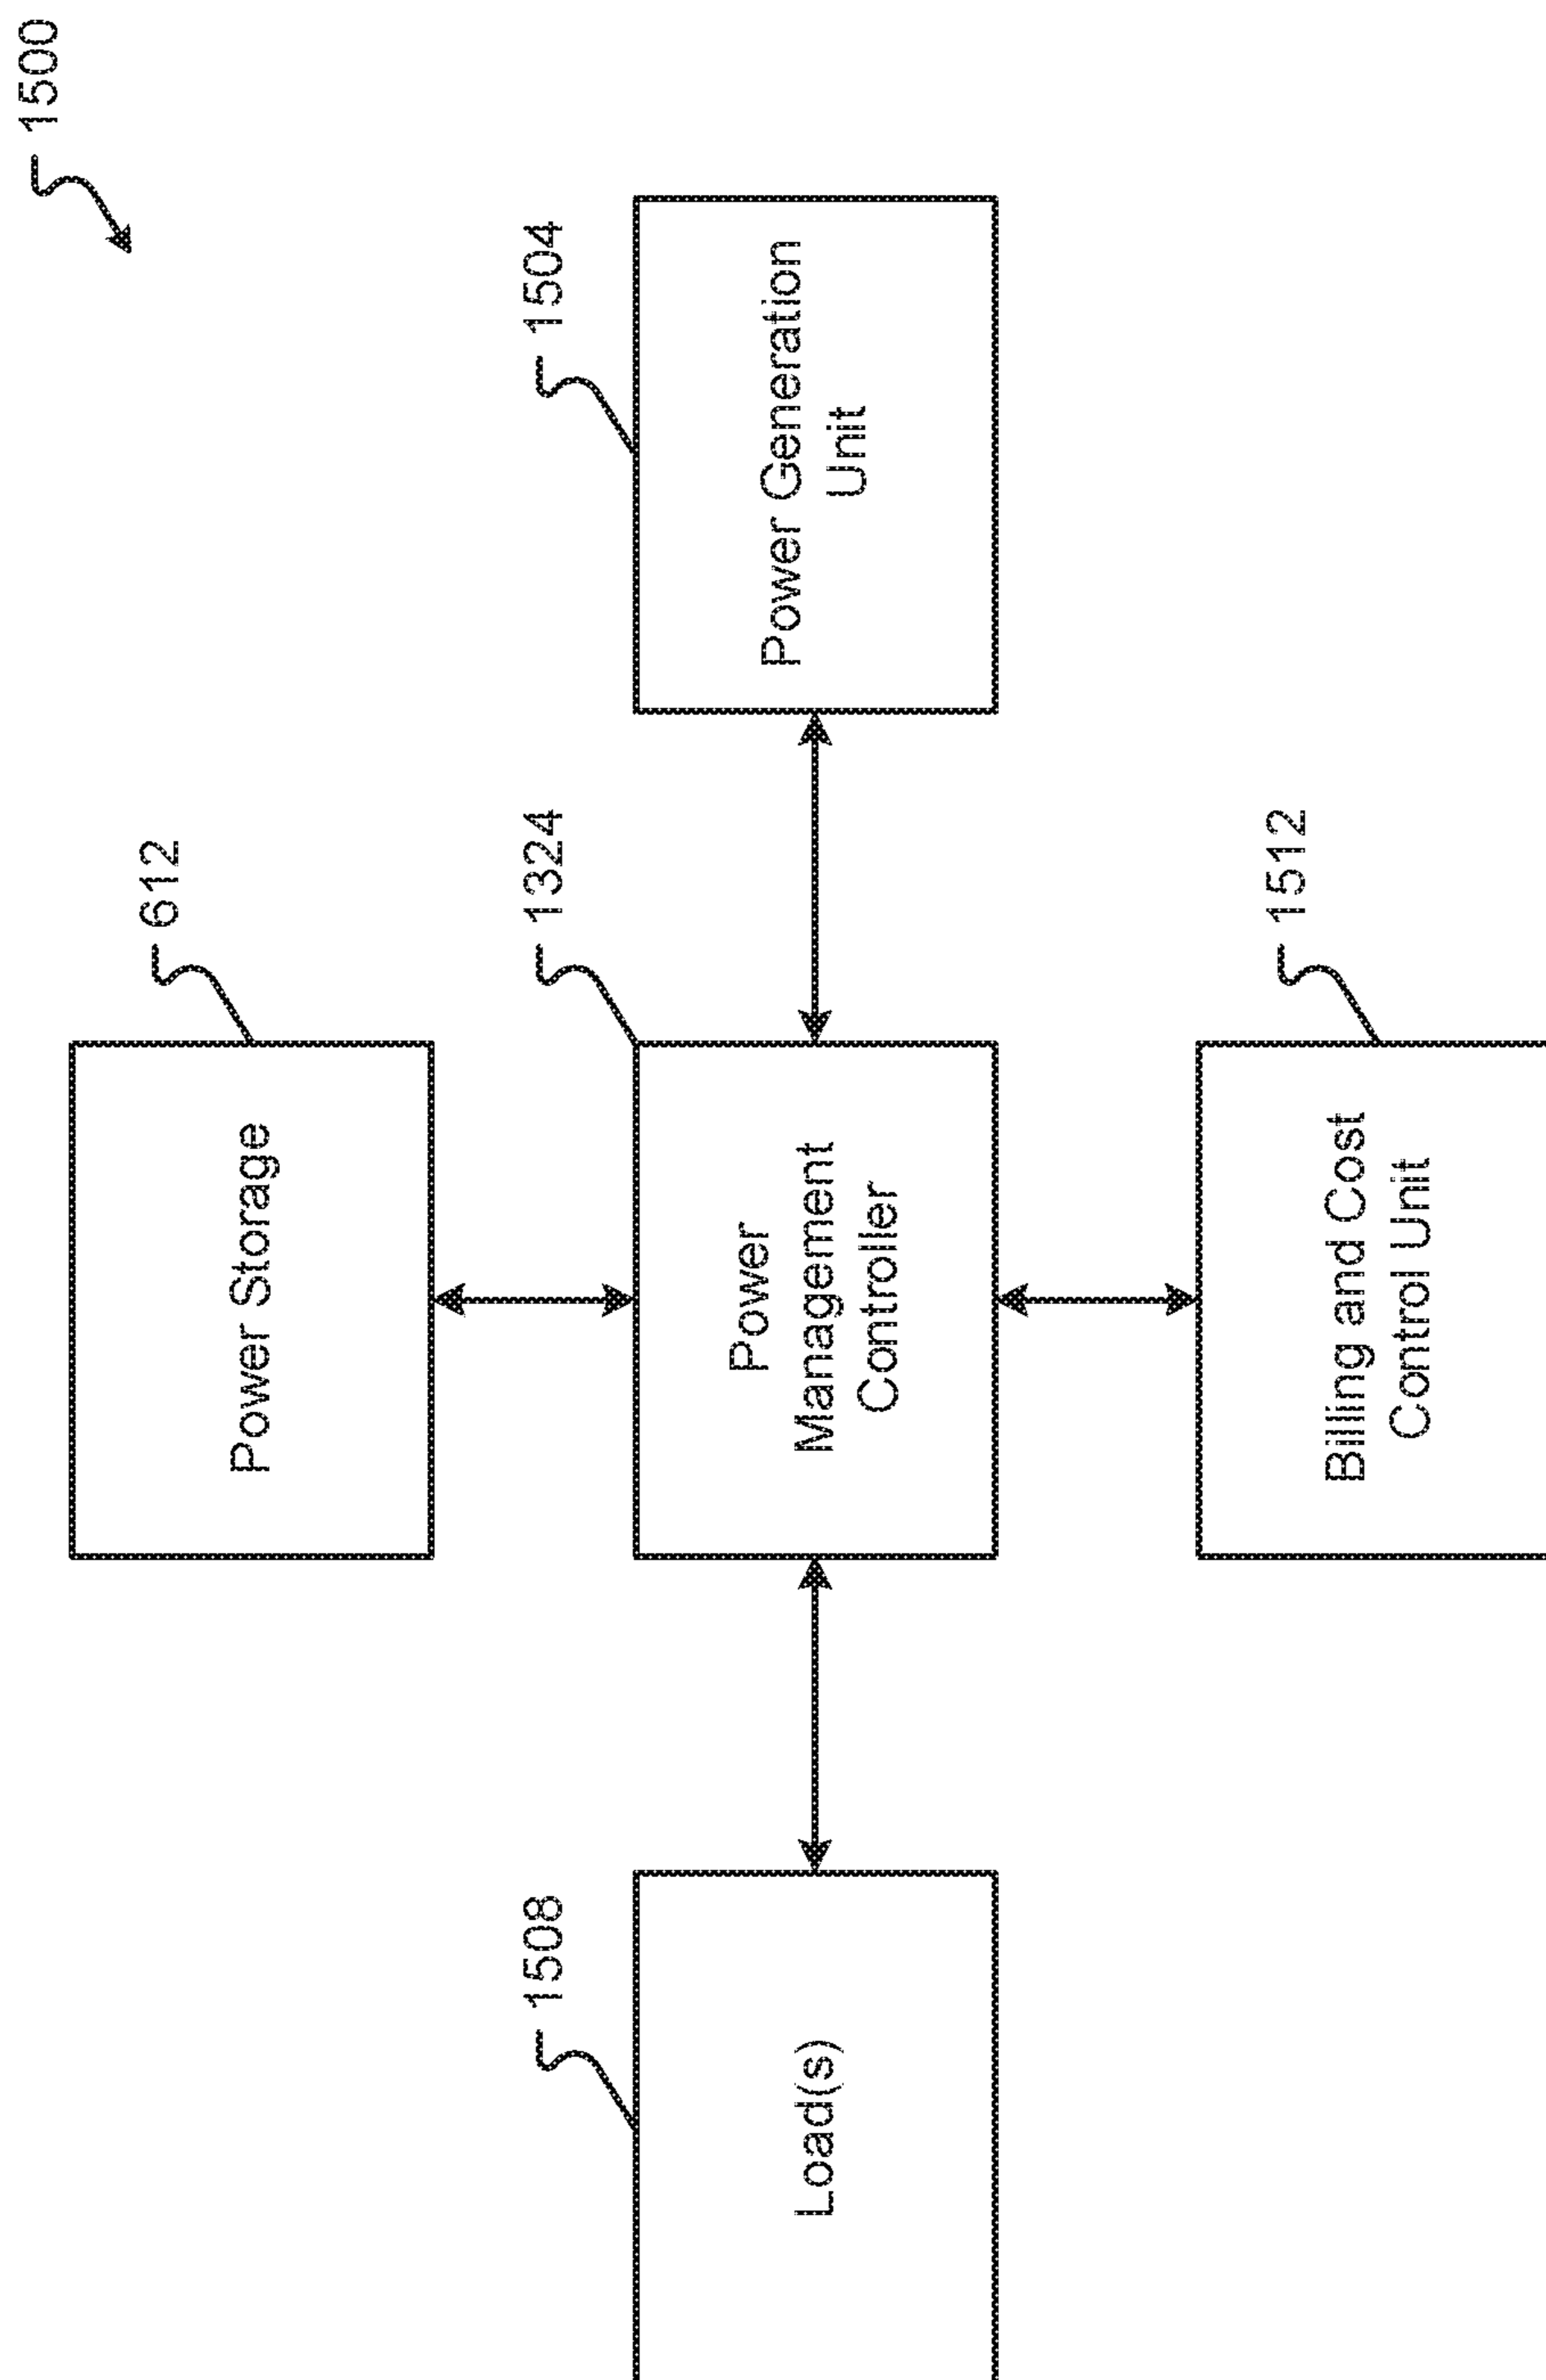 1500
612
Power Storage
1508
1324
1504
Load(s)
Power
Management
Controller
Power Generation
Unit
1512
Billing and Cost
Control Unit